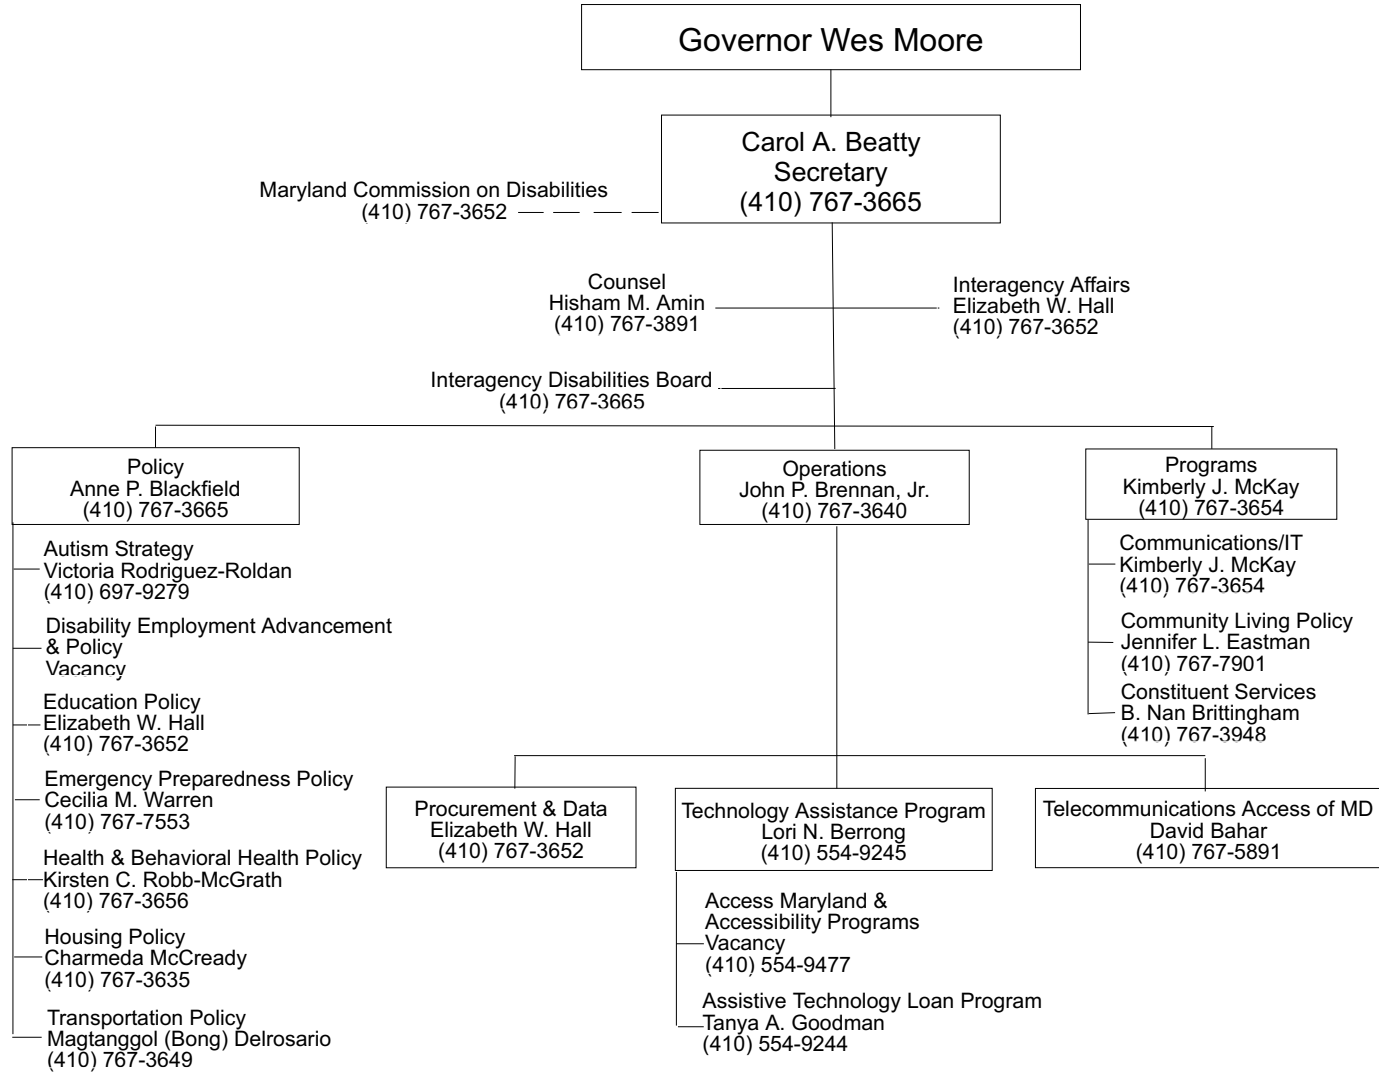 Governor Wes Moore
Carol A. Beatty
Secretary
(410) 767-3665
Maryland Commission on Disabilities
(410) 767-3652
Counsel
Hisham M. Amin
(410) 767-3891
Interagency Affairs
Elizabeth W. Hall
(410) 767-3652
Interagency Disabilities Board
(410) 767-3665
Policy
Anne P. Blackfield
(410) 767-3665
Autism Strategy
Victoria Rodriguez-Roldan
(410) 697-9279
Disability Employment Advancement
& Policy
Vacancy
Education Policy
Elizabeth W. Hall
(410) 767-3652
Emergency Preparedness Policy
Cecilia M. Warren
(410) 767-7553
Health & Behavioral Health Policy
Kirsten C. Robb-McGrath
(410) 767-3656
Housing Policy
Charmeda McCready
(410) 767-3635
Transportation Policy
Magtanggol (Bong) Delrosario
(410) 767-3649
Operations
John P. Brennan, Jr.
(410) 767-3640
Procurement & Data
Elizabeth W. Hall
(410) 767-3652
Technology Assistance Program
Lori N. Berrong
(410) 554-9245
Access Maryland &
Accessibility Programs
Vacancy
(410) 554-9477
Assistive Technology Loan Program
Tanya A. Goodman
(410) 554-9244
Telecommunications Access of MD
David Bahar
(410) 767-5891
Programs
Kimberly J. McKay
(410) 767-3654
Communications/IT
Kimberly J. McKay
(410) 767-3654
Community Living Policy
Jennifer L. Eastman
(410) 767-7901
Constituent Services
B. Nan Brittingham
(410) 767-3948